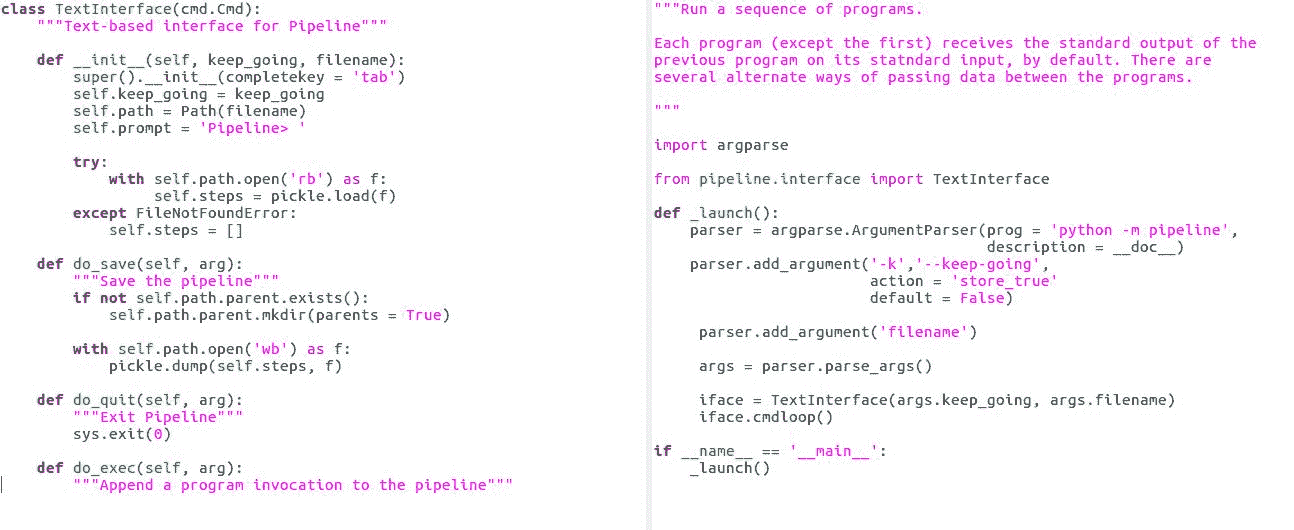 class TextInterface(cmd.Cmd):
    """Text-based interface for Pipeline"""

    def __init__(self, keep_going, filename):
        super().__init__(completekey = 'tab')
        self.keep_going = keep_going
        self.path = Path(filename)
        self.prompt = 'Pipeline> '

        try:
            with self.path.open('rb') as f:
                 self.steps = pickle.load(f)
        except FileNotFoundError:
            self.steps = []

    def do_save(self, arg):
        """Save the pipeline"""
        if not self.path.parent.exists():
            self.path.parent.mkdir(parents = True)

        with self.path.open('wb') as f:
            pickle.dump(self.steps, f)

    def do_quit(self, arg):
        """Exit Pipeline"""
        sys.exit(0)

    def do_exec(self, arg):
        """Append a program invocation to the pipeline"""

"""Run a sequence of programs.

Each program (except the first) receives the standard output of the
previous program on its statndard input, by default. There are
several alternate ways of passing data between the programs.

"""

import argparse

from pipeline.interface import TextInterface

def _launch():
    parser = argparse.ArgumentParser(prog = 'python -m pipeline',
                                     description = __doc__)
    parser.add_argument('-k','--keep-going',
                        action = 'store_true'
                        default = False)

     parser.add_argument('filename')

     args = parser.parse_args()

     iface = TextInterface(args.keep_going, args.filename)
     iface.cmdloop()

if __name__ == '__main__':
    _launch()